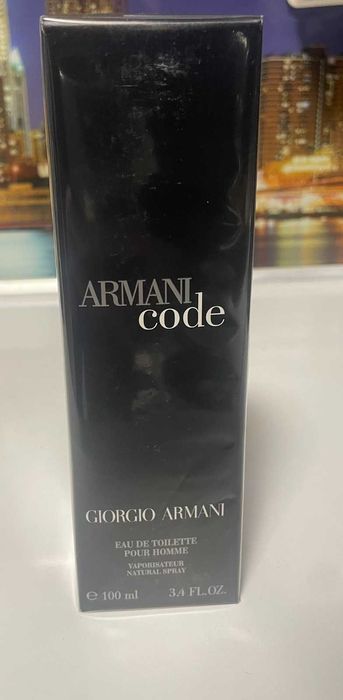 ARMANI
code
GIORGIO ARMANI
EAU DE TOILETTE
POUR HOMME
VAPORISATEUR
NATURAL SPRAY
℮ 100 ml 3.4 FL.OZ.